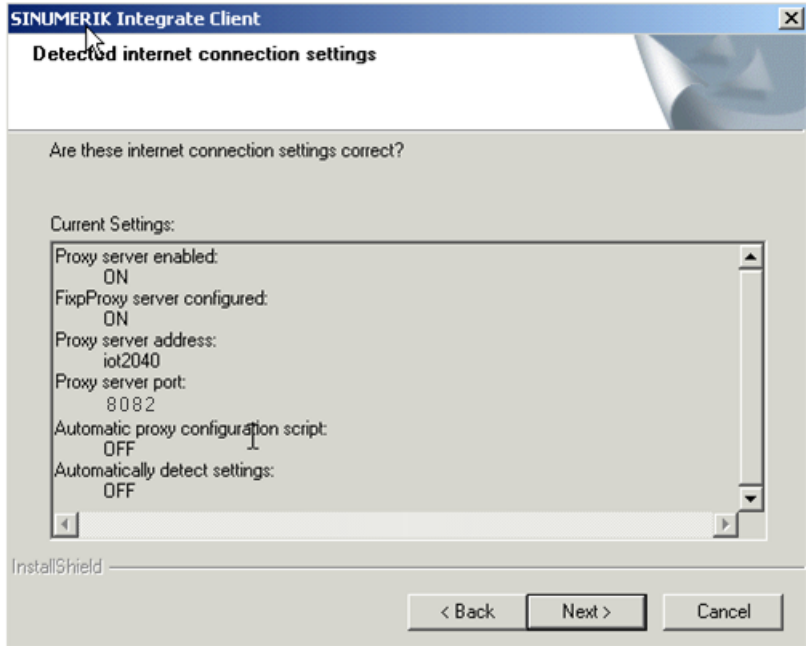 SINUMERIK Integrate Client
Detected internet connection settings
Are these internet connection settings correct?
Current Settings:
Proxy server enabled:
ON
FixpProxy server configured:
ON
Proxy server address:
iot2040
Proxy server port:
8082
Automatic proxy configuration script:
OFF
Automatically detect settings:
OFF
InstallShield
< Back
Next >
Cancel